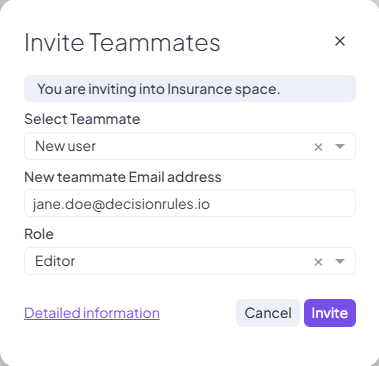 Invite Teammates
You are inviting into Insurance space.
Select Teammate
New user
New teammate Email address
jane.doe@decisionrules.io
Role
Editor
Detailed information
Cancel
Invite